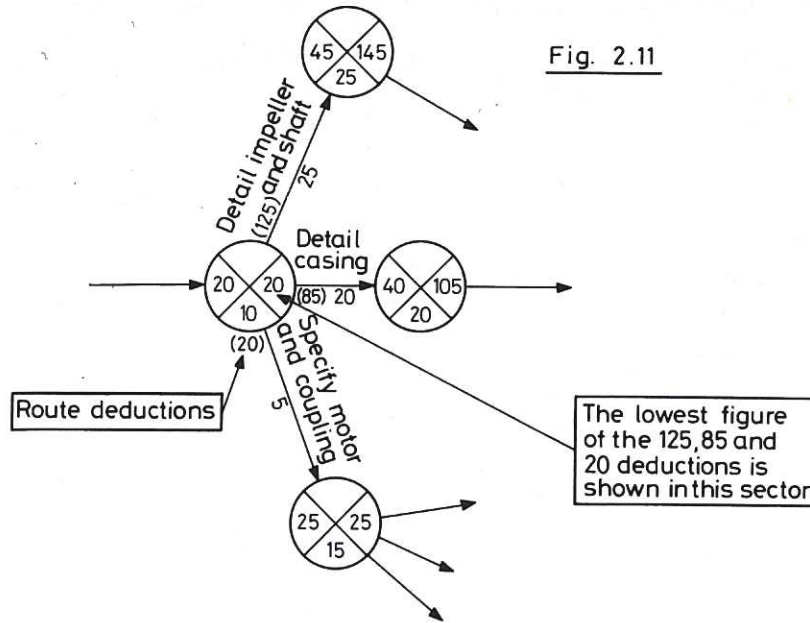 Fig. 2.11
45 145
25
Detail impeller
and shaft
(125)
25
Detail
casing
20 20
10
(85) 20
40 105
20
(20)
Specify motor
and coupling
5
Route deductions
The lowest figure
of the 125,85 and
20 deductions is
shown in this sector
25 25
15